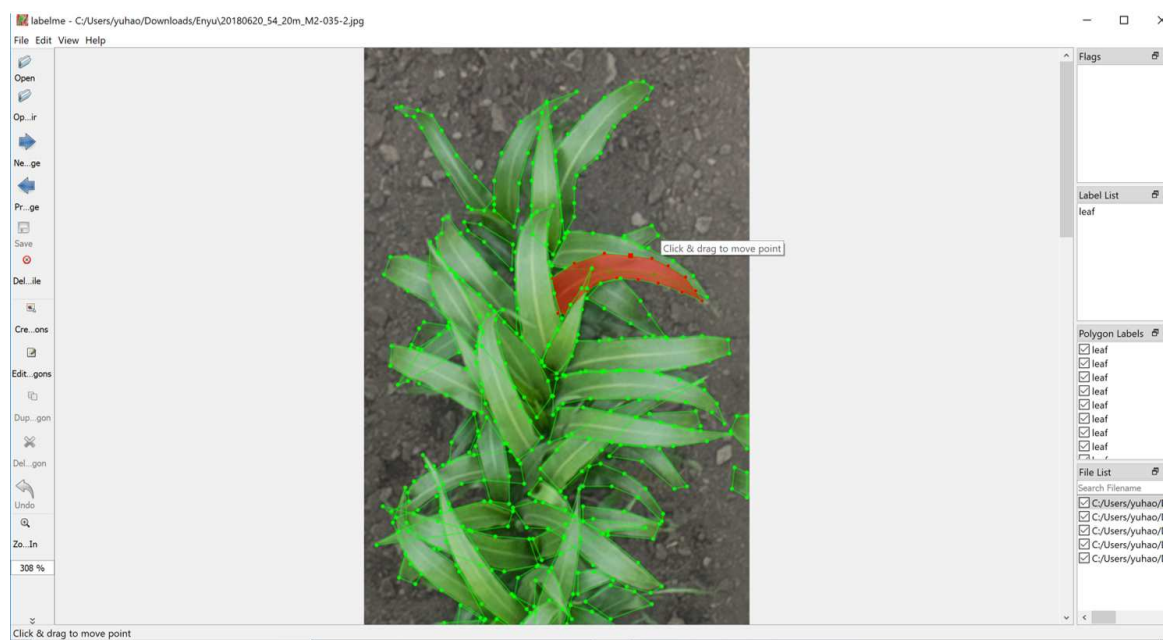 labelme - C:/Users/yuhao/Downloads/Enyu\20180620_54_20m_M2-035-2.jpg
File Edit View Help
Open
Op...ir
Ne...ge
Pr...ge
Save
Del...ile
Cre...ons
Edit...gons
Dup...gon
Del...gon
Undo
Zo...In
308 %
Click & drag to move point
Flags
Label List
leaf
Polygon Labels
leaf
leaf
leaf
leaf
leaf
leaf
leaf
leaf
File List
Search Filename
C:/Users/yuhao/
C:/Users/yuhao/
C:/Users/yuhao/
C:/Users/yuhao/
C:/Users/yuhao/
Click & drag to move point